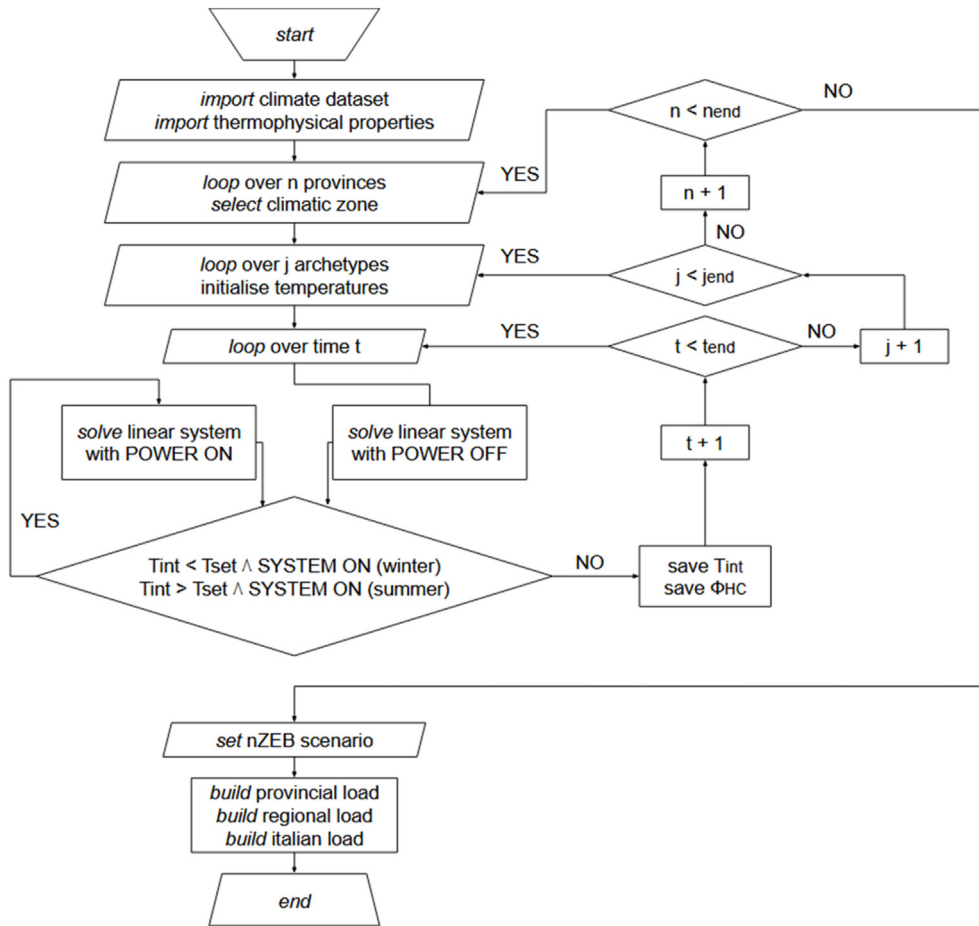 start
import climate dataset
import thermophysical properties
n < nend
NO
YES
loop over n provinces
select climatic zone
n + 1
NO
loop over j archetypes
initialise temperatures
YES
j < jend
loop over time t
YES
t < tend
NO
j + 1
solve linear system
with POWER ON
solve linear system
with POWER OFF
t + 1
YES
Tint < Tset Λ SYSTEM ON (winter)
Tint > Tset Λ SYSTEM ON (summer)
NO
save Tint
save ΦHC
set nZEB scenario
build provincial load
build regional load
build italian load
end